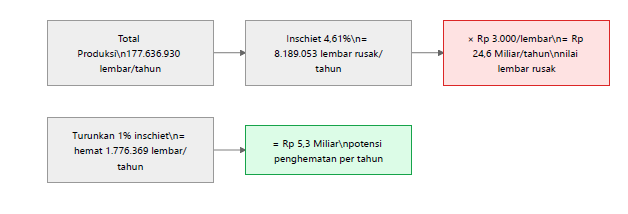 Total
Produksi\n177.636.930
lembar/tahun
Inschiet 4,61%\n=
8.189.053 lembar rusak/
tahun
× Rp 3.000/lembar\n= Rp
24,6 Miliar/tahun\nnilai
lembar rusak
Turunkan 1% inschiet\n=
hemat 1.776.369 lembar/
tahun
= Rp 5,3 Miliar\npotensi
penghematan per tahun